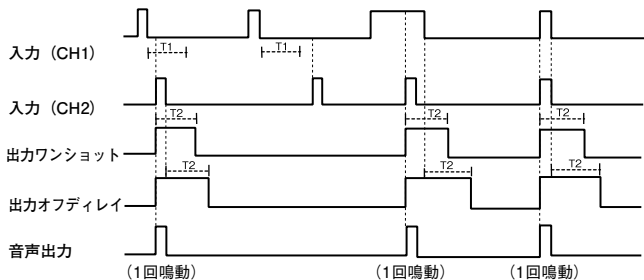 入力（CH1）
T1
T1
入力（CH2）
T2
T2
T2
出力ワンショット
T2
T2
T2
出力オフディレイ
音声出力
（1回鳴動）
（1回鳴動）
（1回鳴動）